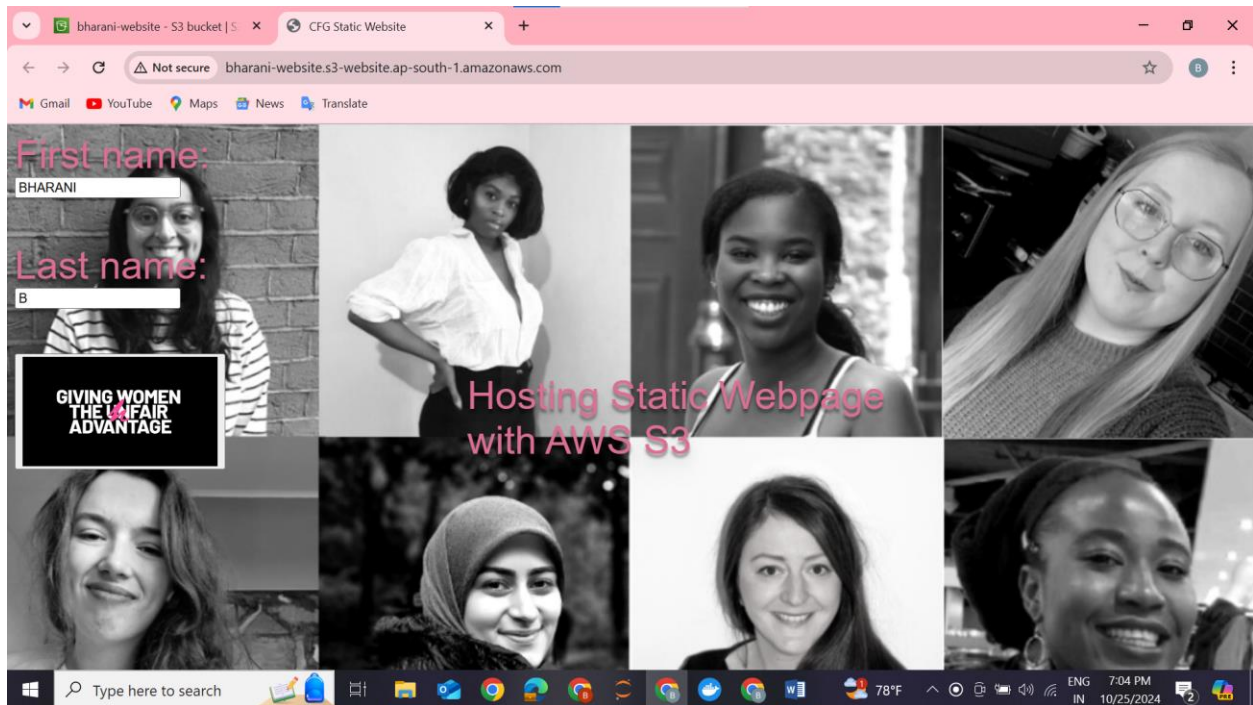 bharani-website - S3 bucket | S
CFG Static Website
Not secure
bharani-website.s3-website.ap-south-1.amazonaws.com
B
Gmail
YouTube
Maps
News
Translate
First name:
BHARANI
Last name:
B
GIVING WOMEN
THE UNFAIR
ADVANTAGE
Hosting Static Webpage
with AWS S3
Type here to search
78°F
ENG
IN
7:04 PM
10/25/2024
2